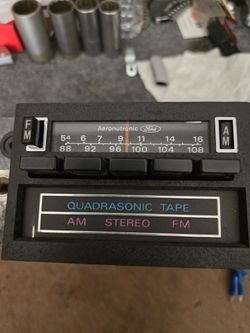 Aeronutronic Ford
FM
AM
54 6 7 9 11 14 16
88 92 96 100 104 108
QUADRASONIC TAPE
AM STEREO FM